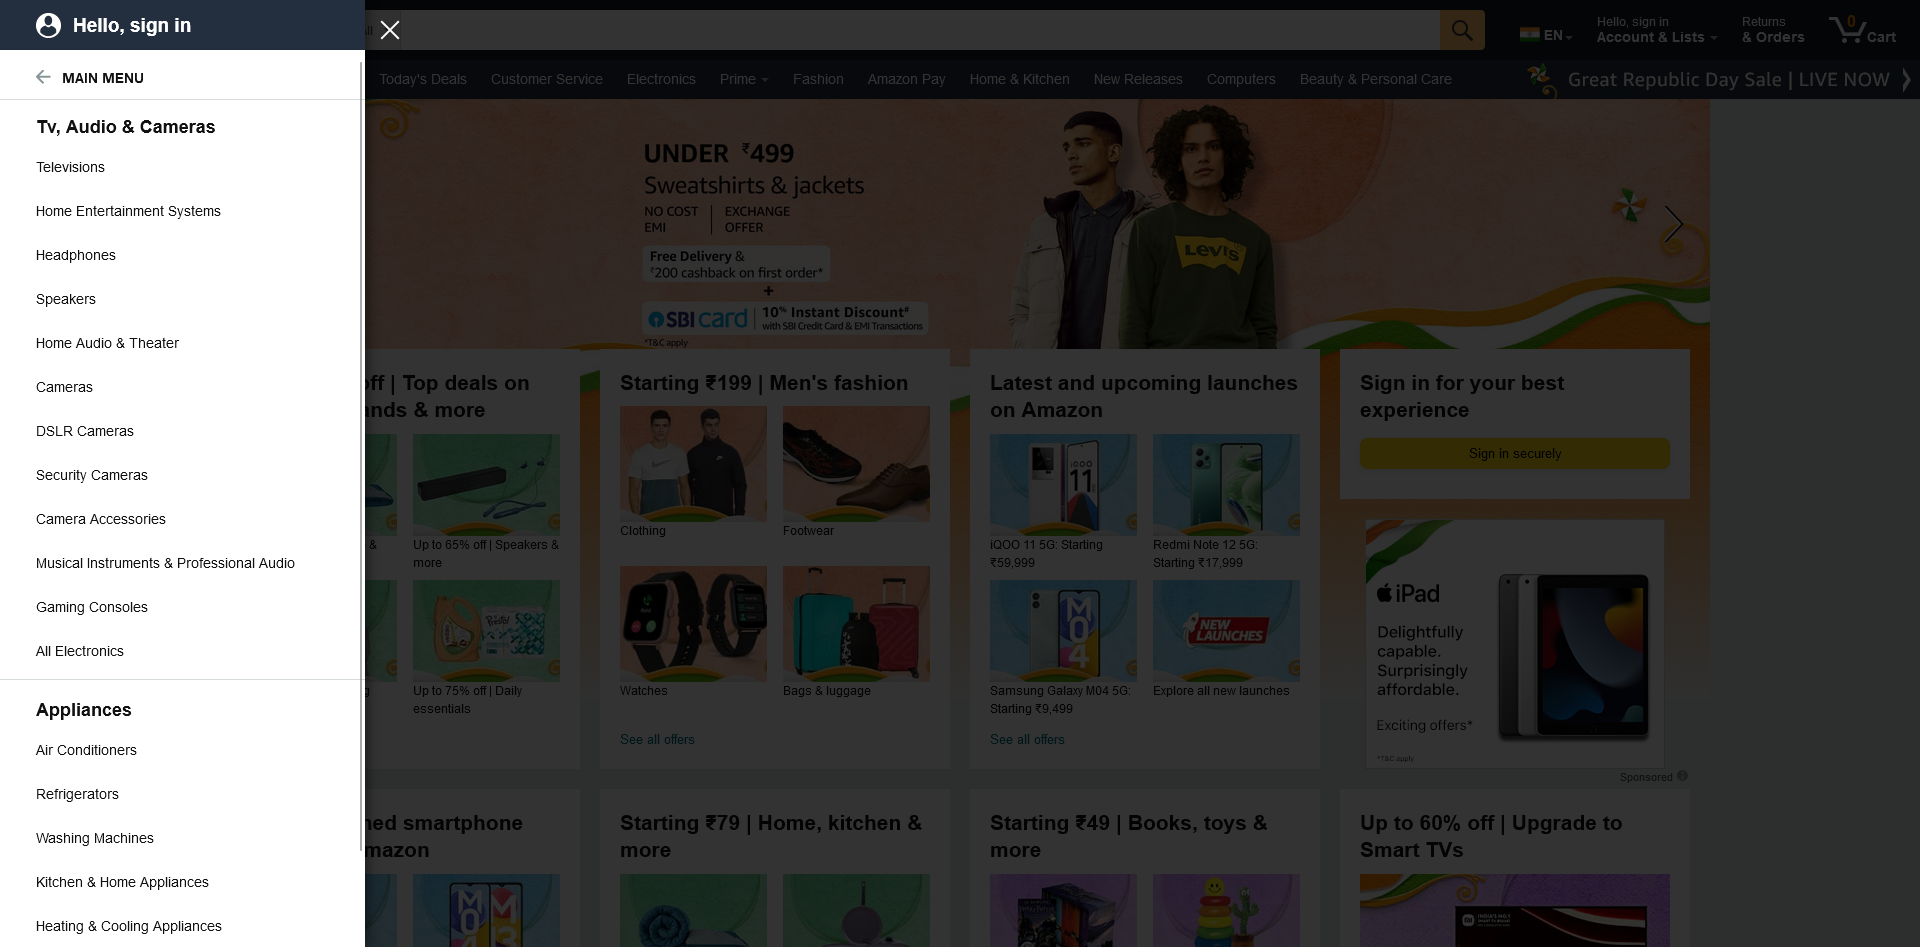 Hello, sign in
EN
Hello, sign in
Account & Lists
Returns
& Orders
0
Cart
MAIN MENU
Today's Deals
Customer Service
Electronics
Prime
Fashion
Amazon Pay
Home & Kitchen
New Releases
Computers
Beauty & Personal Care
Great Republic Day Sale | LIVE NOW
Tv, Audio & Cameras
Televisions
Home Entertainment Systems
Headphones
Speakers
Home Audio & Theater
Cameras
DSLR Cameras
Security Cameras
Camera Accessories
Musical Instruments & Professional Audio
Gaming Consoles
All Electronics
Appliances
Air Conditioners
Refrigerators
Washing Machines
Kitchen & Home Appliances
Heating & Cooling Appliances
UNDER ₹499
Sweatshirts & jackets
NO COST EMI
EXCHANGE OFFER
Free Delivery &
₹200 cashback on first order*
+
SBI card
10% Instant Discount#
with SBI Credit Card & EMI Transactions
*T&C apply
Levi's
off | Top deals on
& more
&
Up to 65% off | Speakers &
more
Up to 75% off | Daily
essentials
Starting ₹199 | Men's fashion
Clothing
Footwear
Watches
Bags & luggage
See all offers
Latest and upcoming launches
on Amazon
iQOO
11
iQOO 11 5G: Starting
₹59,999
Redmi Note 12 5G:
Starting ₹17,999
M04
Samsung Galaxy M04 5G:
Starting ₹9,499
NEW
LAUNCHES
Explore all new launches
See all offers
Sign in for your best
experience
Sign in securely
iPad
Delightfully
capable.
Surprisingly
affordable.
Exciting offers*
*T&C apply
Sponsored
smartphone
Starting ₹79 | Home, kitchen &
more
Starting ₹49 | Books, toys &
more
Up to 60% off | Upgrade to
Smart TVs